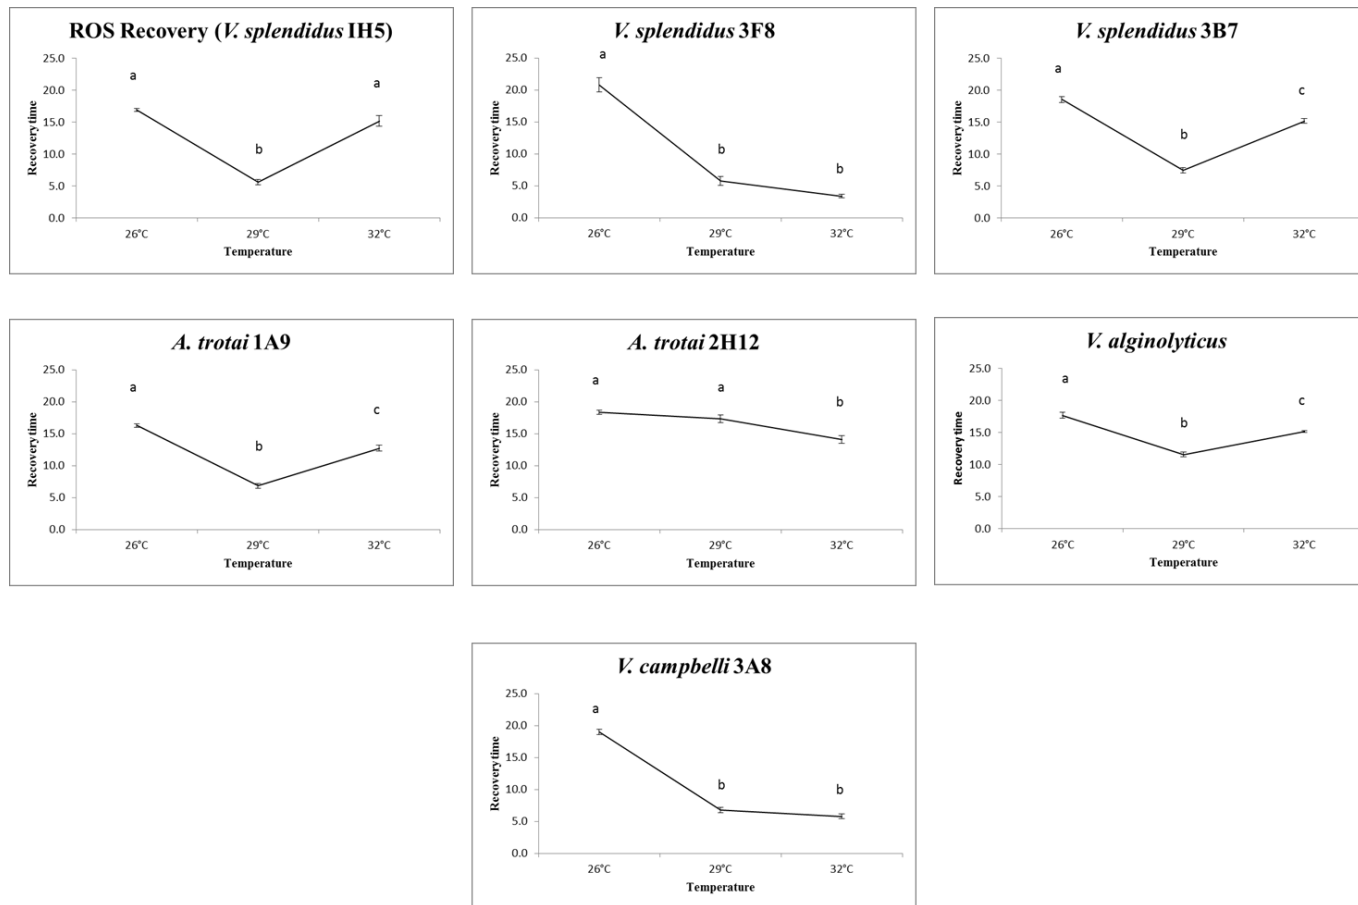 ROS Recovery (V. splendidus IH5)
a
a
b
25.0
20.0
15.0
10.0
5.0
0.0
Recovery time
26°C
29°C
32°C
Temperature
V. splendidus 3F8
a
b
b
25.0
20.0
15.0
10.0
5.0
0.0
Recovery time
26°C
29°C
32°C
Temperature
V. splendidus 3B7
a
c
b
25.0
20.0
15.0
10.0
5.0
0.0
Recovery time
26°C
29°C
32°C
Temperature
A. trotai 1A9
a
c
b
25.0
20.0
15.0
10.0
5.0
0.0
Recovery time
26°C
29°C
32°C
Temperature
A. trotai 2H12
a
a
b
25.0
20.0
15.0
10.0
5.0
0.0
Recovery time
26°C
29°C
32°C
Temperature
V. alginolyticus
a
c
b
25.0
20.0
15.0
10.0
5.0
0.0
Recovery time
26°C
29°C
32°C
Temperature
V. campbelli 3A8
a
b
b
25.0
20.0
15.0
10.0
5.0
0.0
Recovery time
26°C
29°C
32°C
Temperature